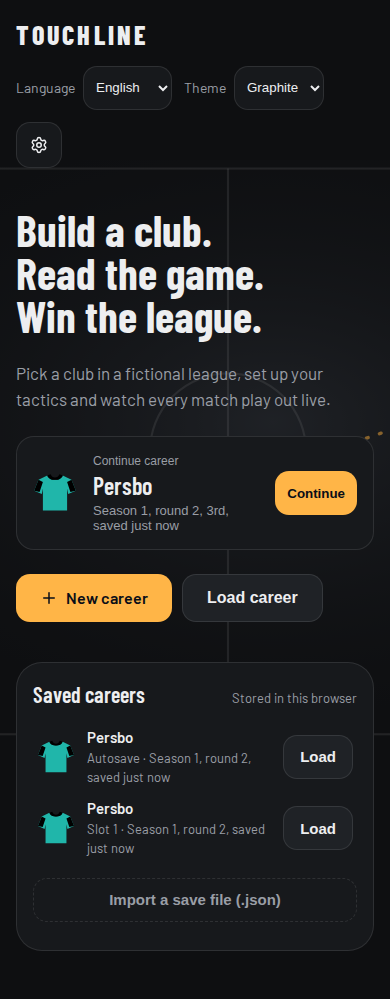 TOUCHLINE
Language English Theme Graphite
Build a club.
Read the game.
Win the league.
Pick a club in a fictional league, set up your
tactics and watch every match play out live.
Continue career
Persbo
Season 1, round 2, 3rd,
saved just now
Continue
New career
Load career
Saved careers
Stored in this browser
Persbo
Autosave · Season 1, round 2,
saved just now
Load
Persbo
Slot 1 · Season 1, round 2, saved
just now
Load
Import a save file (.json)